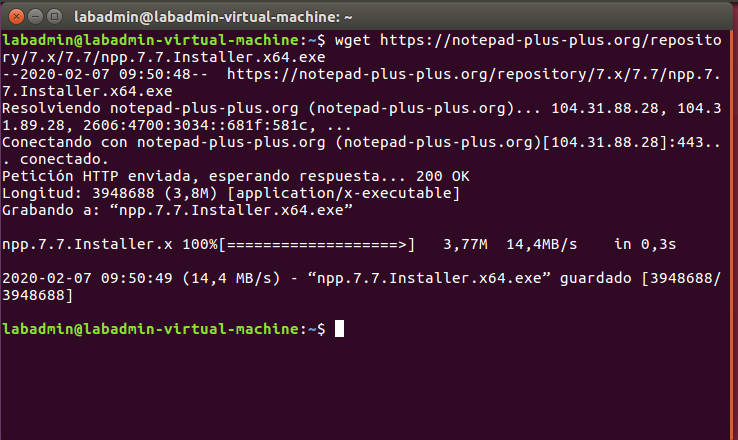 labadmin@labadmin-virtual-machine: ~
labadmin@labadmin-virtual-machine:~$ wget https://notepad-plus-plus.org/reposito
ry/7.x/7.7/npp.7.7.Installer.x64.exe
--2020-02-07 09:50:48--  https://notepad-plus-plus.org/repository/7.x/7.7/npp.7.
7.Installer.x64.exe
Resolviendo notepad-plus-plus.org (notepad-plus-plus.org)... 104.31.88.28, 104.3
1.89.28, 2606:4700:3034::681f:581c, ...
Conectando con notepad-plus-plus.org (notepad-plus-plus.org)[104.31.88.28]:443..
. conectado.
Petición HTTP enviada, esperando respuesta... 200 OK
Longitud: 3948688 (3,8M) [application/x-executable]
Grabando a: “npp.7.7.Installer.x64.exe”
npp.7.7.Installer.x 100%[===================>]   3,77M  14,4MB/s    in 0,3s
2020-02-07 09:50:49 (14,4 MB/s) - “npp.7.7.Installer.x64.exe” guardado [3948688/
3948688]
labadmin@labadmin-virtual-machine:~$